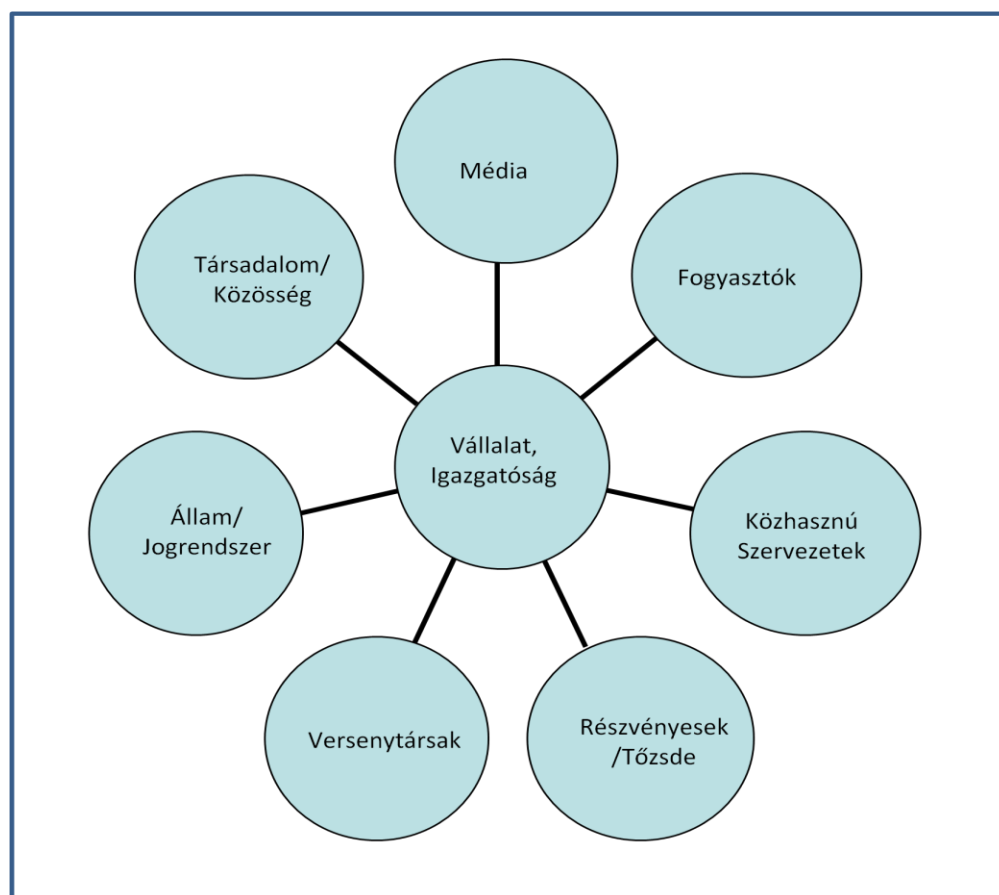 Média
Társadalom/
Közösség
Fogyasztók
Vállalat,
Igazgatóság
Állam/
Jogrendszer
Közhasznú
Szervezetek
Versenytársak
Részvényesek
/Tőzsde